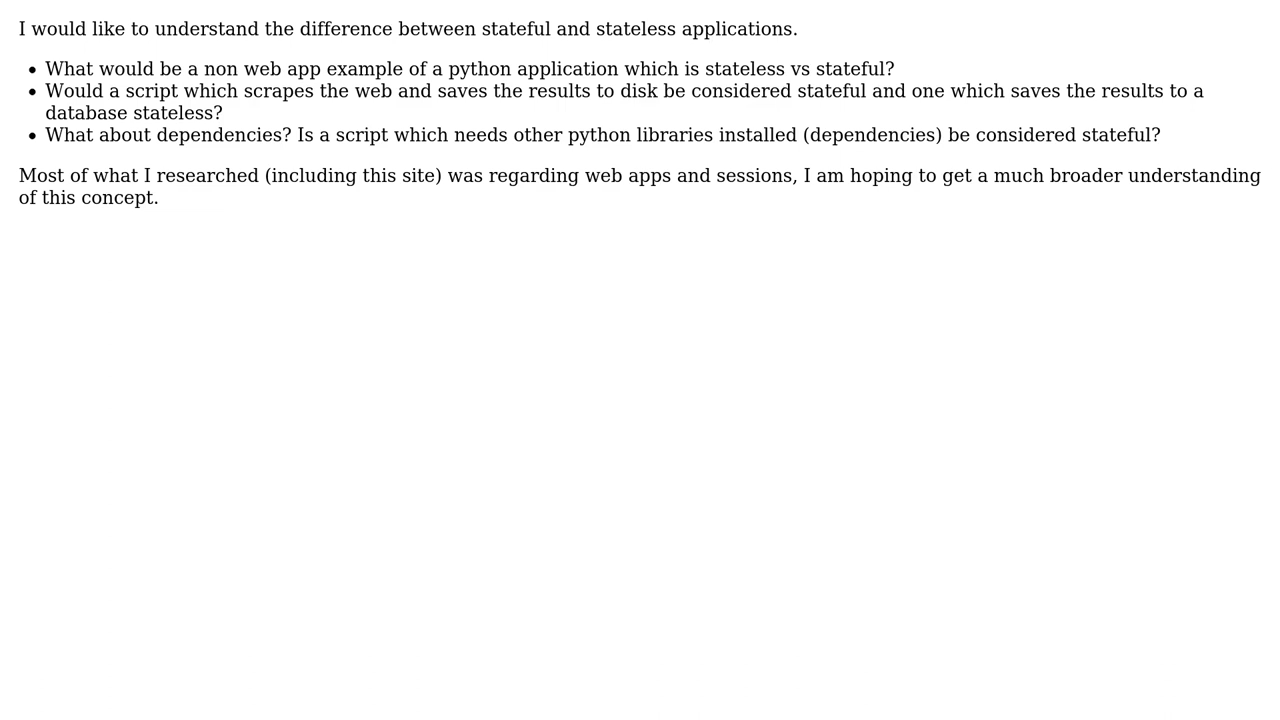 I would like to understand the difference between stateful and stateless applications.
• What would be a non web app example of a python application which is stateless vs stateful?
• Would a script which scrapes the web and saves the results to disk be considered stateful and one which saves the results to a
database stateless?
• What about dependencies? Is a script which needs other python libraries installed (dependencies) be considered stateful?
Most of what I researched (including this site) was regarding web apps and sessions, I am hoping to get a much broader understanding
of this concept.